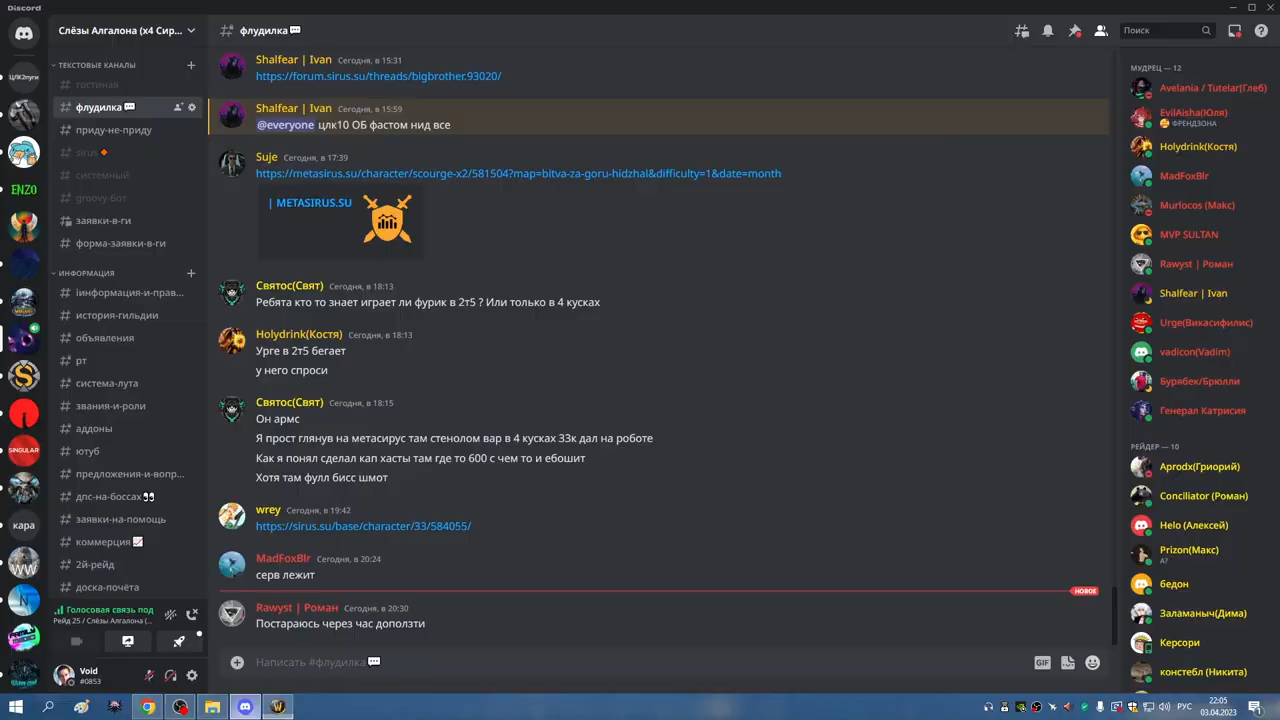 Discord
Слёзы Алгалона (x4 Сир...
флудилка
Поиск
ЦЛК2пуги
ENZO
SINGULAR
кара
WW
ТЕКСТОВЫЕ КАНАЛЫ
гостиная
флудилка
приду-не-приду
sirus
системный
groovy-бот
заявки-в-ги
форма-заявки-в-ги
ИНФОРМАЦИЯ
информация-и-прав...
история-гильдии
объявления
рт
система-лута
звания-и-роли
аддоны
ютуб
предложения-и-вопр...
дпс-на-боссах
заявки-на-помощь
коммерция
2й-рейд
доска-почёта
Голосовая связь под
Рейд 25 / Слёзы Алгалона (...
Void
#0853
Shalfear | Ivan Сегодня, в 15:31
https://forum.sirus.su/threads/bigbrother.93020/
Shalfear | Ivan Сегодня, в 15:59
@everyone цлк10 ОБ фастом нид все
Suje Сегодня, в 17:39
https://metasirus.su/character/scourge-x2/581504?map=bitva-za-goru-hidzhal&difficulty=1&date=month
| METASIRUS.SU
Святос(Свят) Сегодня, в 18:13
Ребята кто то знает играет ли фурик в 2т5 ? Или только в 4 кусках
Holydrink(Костя) Сегодня, в 18:13
Урге в 2т5 бегает
у него спроси
Святос(Свят) Сегодня, в 18:15
Он армс
Я прост глянув на метасирус там стенолом вар в 4 кусках 33к дал на роботе
Как я понял сделал кап хасты там где то 600 с чем то и ебошит
Хотя там фулл бисс шмот
wrey Сегодня, в 19:42
https://sirus.su/base/character/33/584055/
MadFoxBlr Сегодня, в 20:24
серв лежит
НОВОЕ
Rawyst | Роман Сегодня, в 20:30
Постараюсь через час доползти
Написать #флудилка
GIF
МУДРЕЦ — 12
Avelania / Tutelar(Глеб)
EvilAisha(Юля)
ФРЕНДЗОНА
Holydrink(Костя)
MadFoxBlr
Murlocos (Макс)
MVP SULTAN
Rawyst | Роман
Shalfear | Ivan
Urge(Викасифилис)
vadicon(Vadim)
Бурябек/Брюлли
Генерал Катрисия
РЕЙДЕР — 10
Aprodx(Гриорий)
Conciliator (Роман)
Helo (Алексей)
Prizon(Макс)
А?
бедон
Заламаныч(Дима)
Керсори
констебл (Никита)
РУС
22:05
03.04.2023